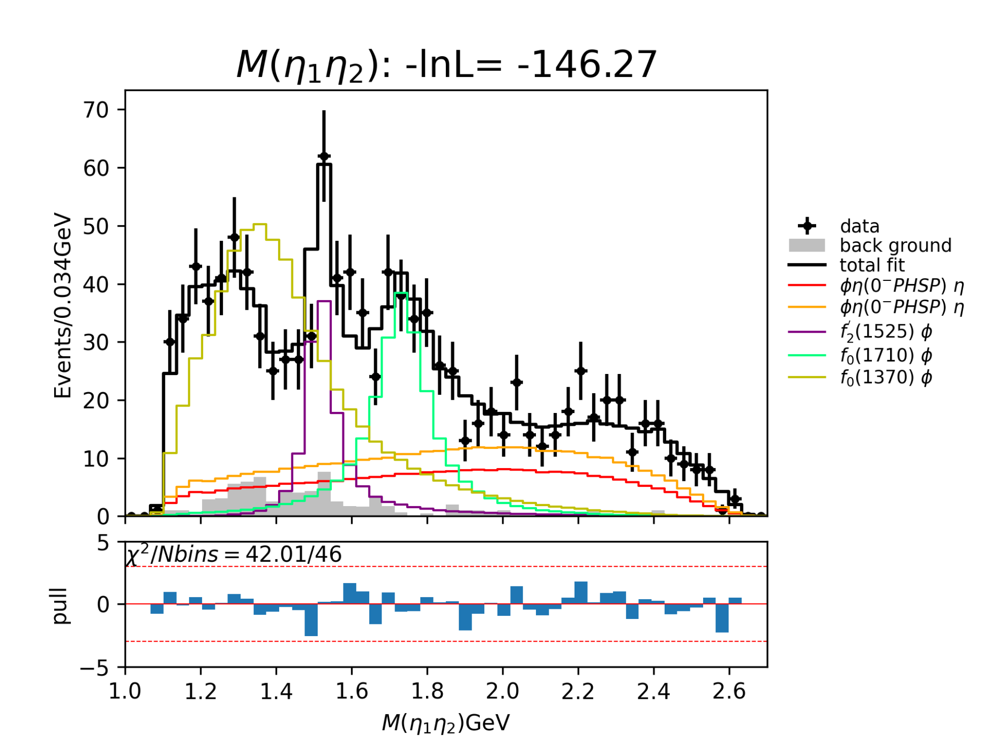 M(η₁η₂): -lnL= -146.27
Events/0.034GeV
70
60
50
40
30
20
10
0
data
back ground
total fit
ϕη(0⁻PHSP) η
ϕη(0⁻PHSP) η
f₂′(1525) ϕ
f₀(1710) ϕ
f₀(1370) ϕ
χ²/Nbins = 42.01/46
pull
5
0
−5
1.0 1.2 1.4 1.6 1.8 2.0 2.2 2.4 2.6
M(η₁η₂)GeV